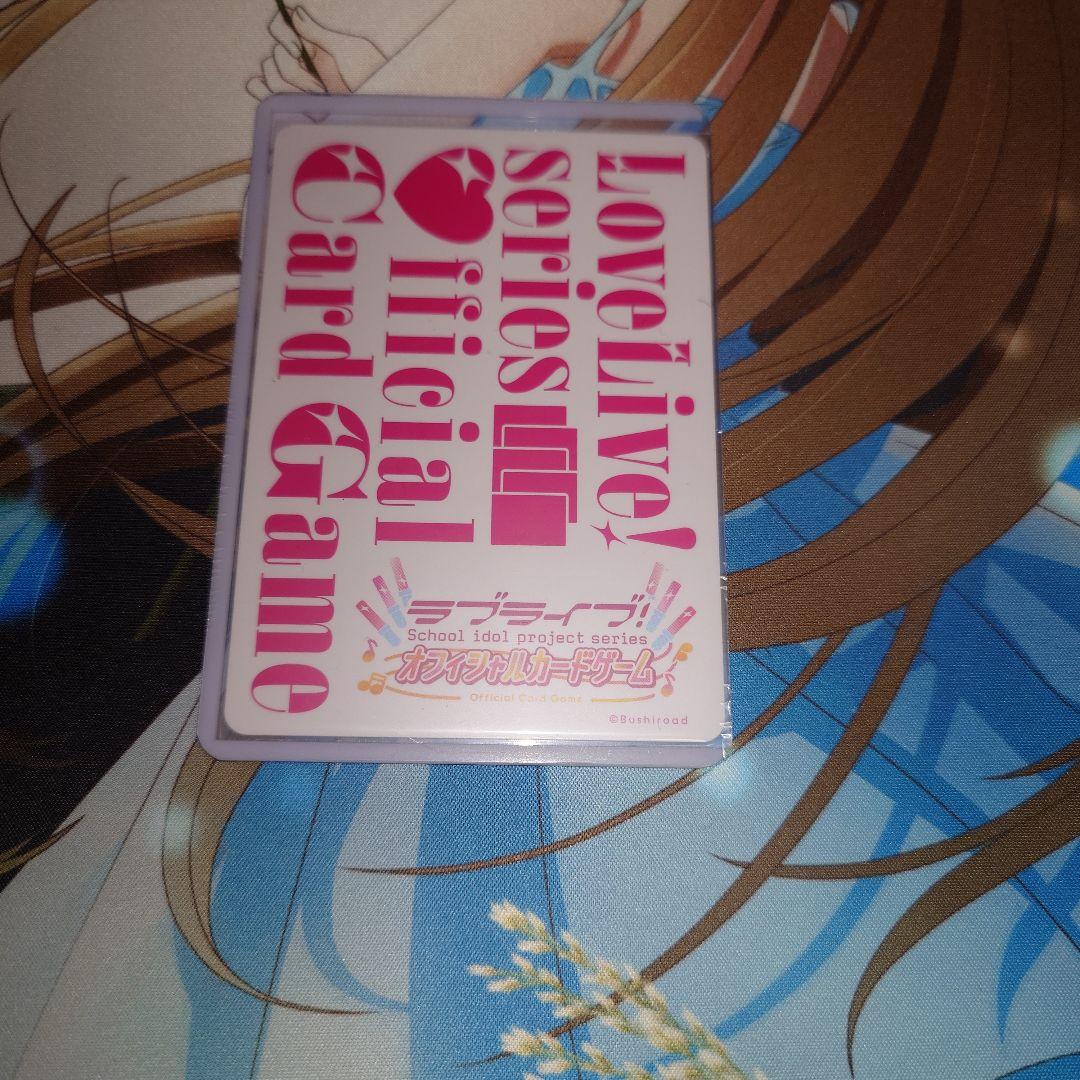 LoveLive!
series
Official
Card Game
ラブライブ!
School idol project series
オフィシャルカードゲーム
Official Card Game
©Bushiroad